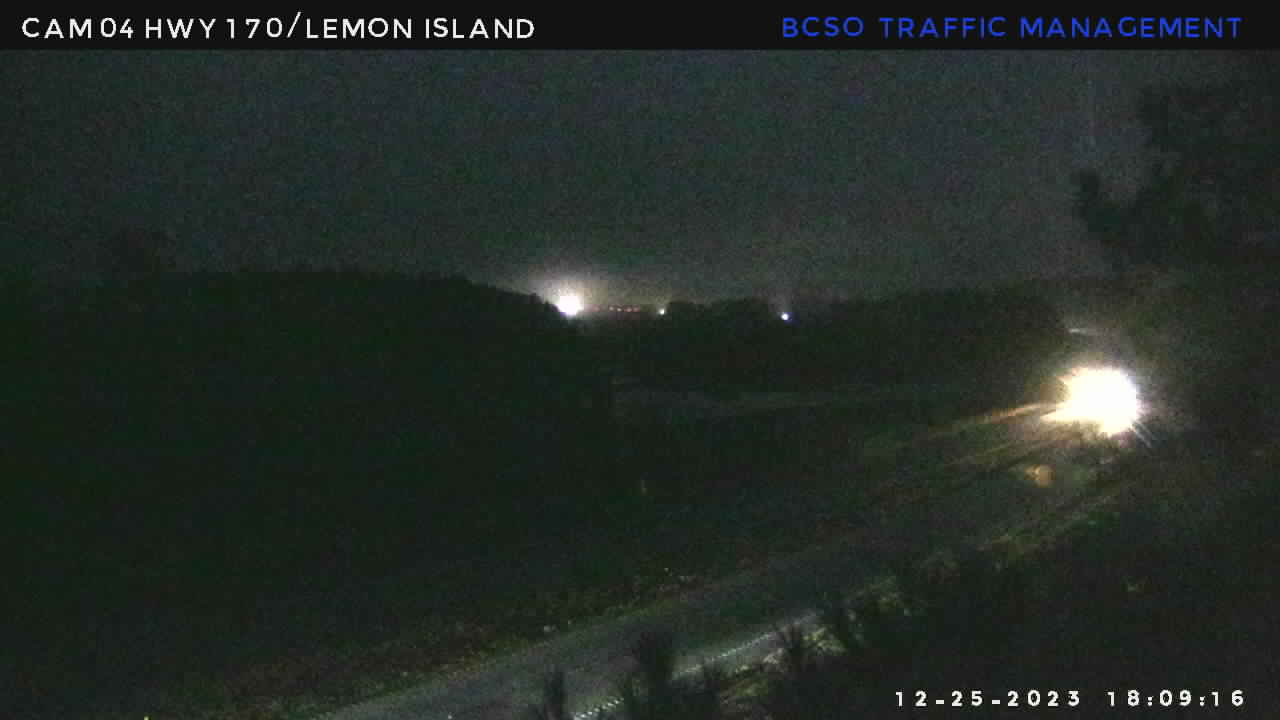 CAM04 HWY 170/LEMON ISLAND
BCSO TRAFFIC MANAGEMENT
12-25-2023 18:09:16